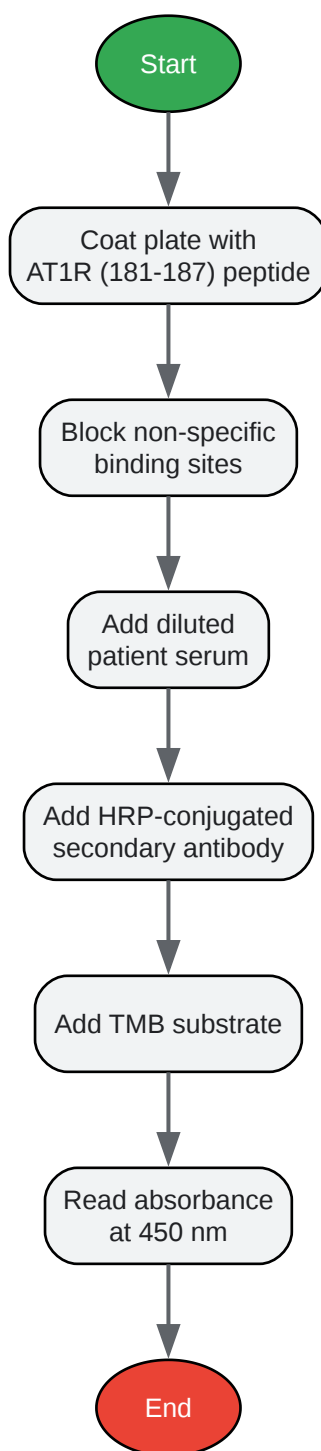 Start
Coat plate with
AT1R (181-187) peptide
Block non-specific
binding sites
Add diluted
patient serum
Add HRP-conjugated
secondary antibody
Add TMB substrate
Read absorbance
at 450 nm
End